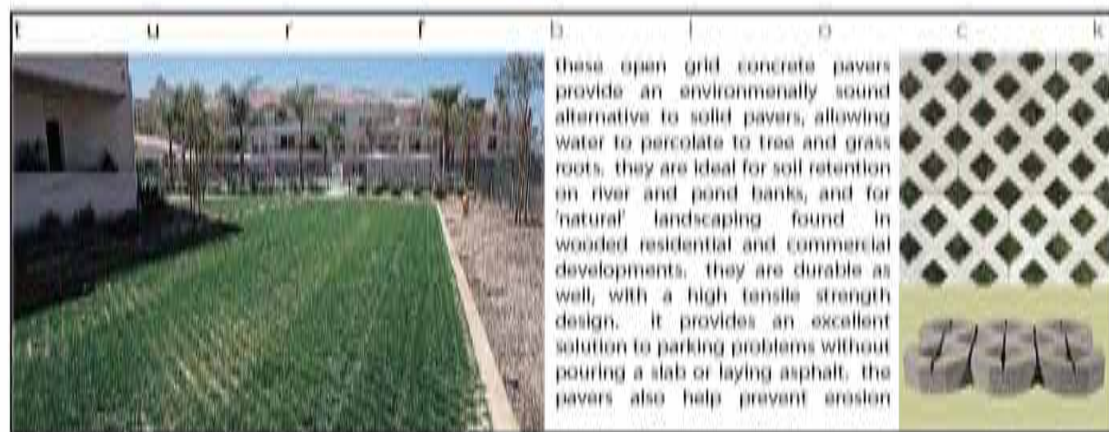 t u r f b l o c k
these open grid concrete pavers
provide an environmenally sound
alternative to solid pavers, allowing
water to percolate to tree and grass
roots. they are ideal for soil retention
on river and pond banks, and for
'natural' landscaping found in
wooded residential and commercial
developments. they are durable as
well, with a high tensile strength
design. it provides an excellent
solution to parking problems without
pouring a slab or laying asphalt. the
pavers also help prevent erosion